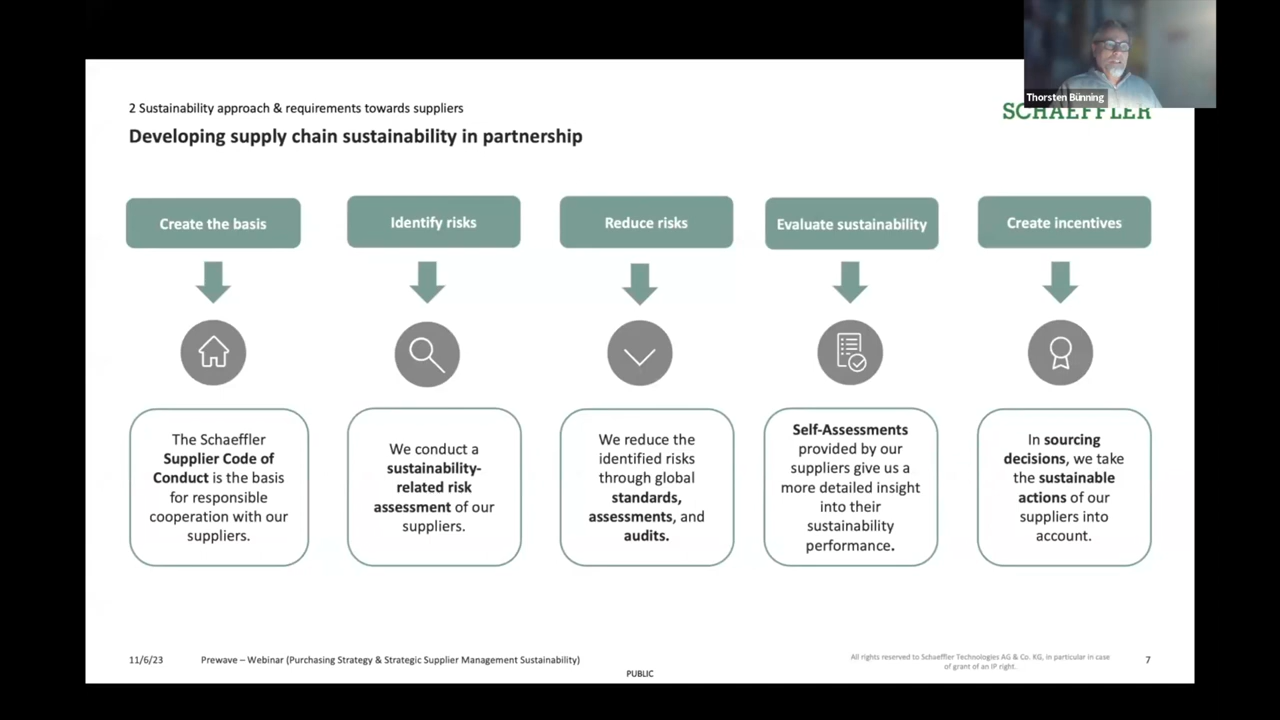 Thorsten Bünning
2 Sustainability approach & requirements towards suppliers
SCHAEFFLER
Developing supply chain sustainability in partnership
Create the basis
Identify risks
Reduce risks
Evaluate sustainability
Create incentives
The Schaeffler
Supplier Code of
Conduct is the basis
for responsible
cooperation with our
suppliers.
We conduct a
sustainability-
related risk
assessment of our
suppliers.
We reduce the
identified risks
through global
standards,
assessments, and
audits.
Self-Assessments
provided by our
suppliers give us a
more detailed insight
into their
sustainability
performance.
In sourcing
decisions, we take
the sustainable
actions of our
suppliers into
account.
11/6/23
Prewave – Webinar (Purchasing Strategy & Strategic Supplier Management Sustainability)
PUBLIC
All rights reserved to Schaeffler Technologies AG & Co. KG, in particular in case
of grant of an IP right.
7